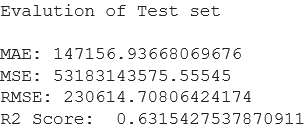 Evalution of Test set
MAE: 147156.93668069676
MSE: 53183143575.55545
RMSE: 230614.70806424174
R2 Score:  0.6315427537870911